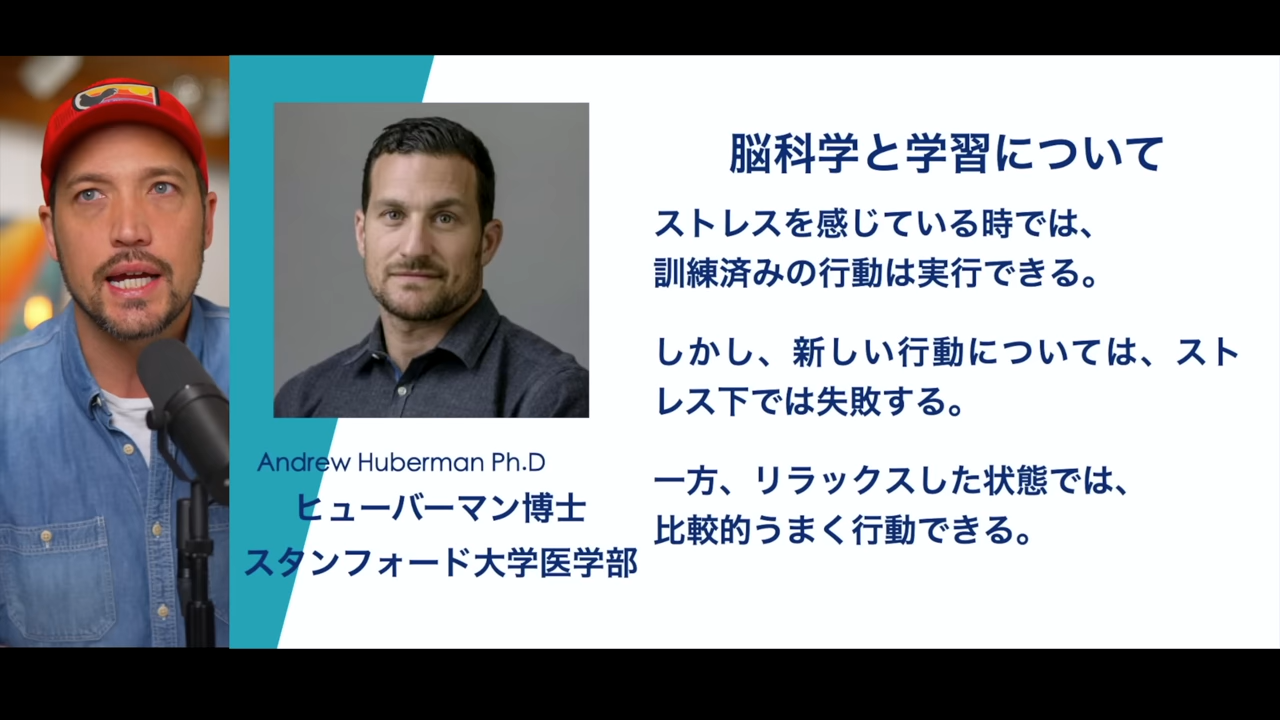 脳科学と学習について
ストレスを感じている時では、
訓練済みの行動は実行できる。
しかし、新しい行動については、スト
レス下では失敗する。
一方、リラックスした状態では、
比較的うまく行動できる。
Andrew Huberman Ph.D
ヒューバーマン博士
スタンフォード大学医学部